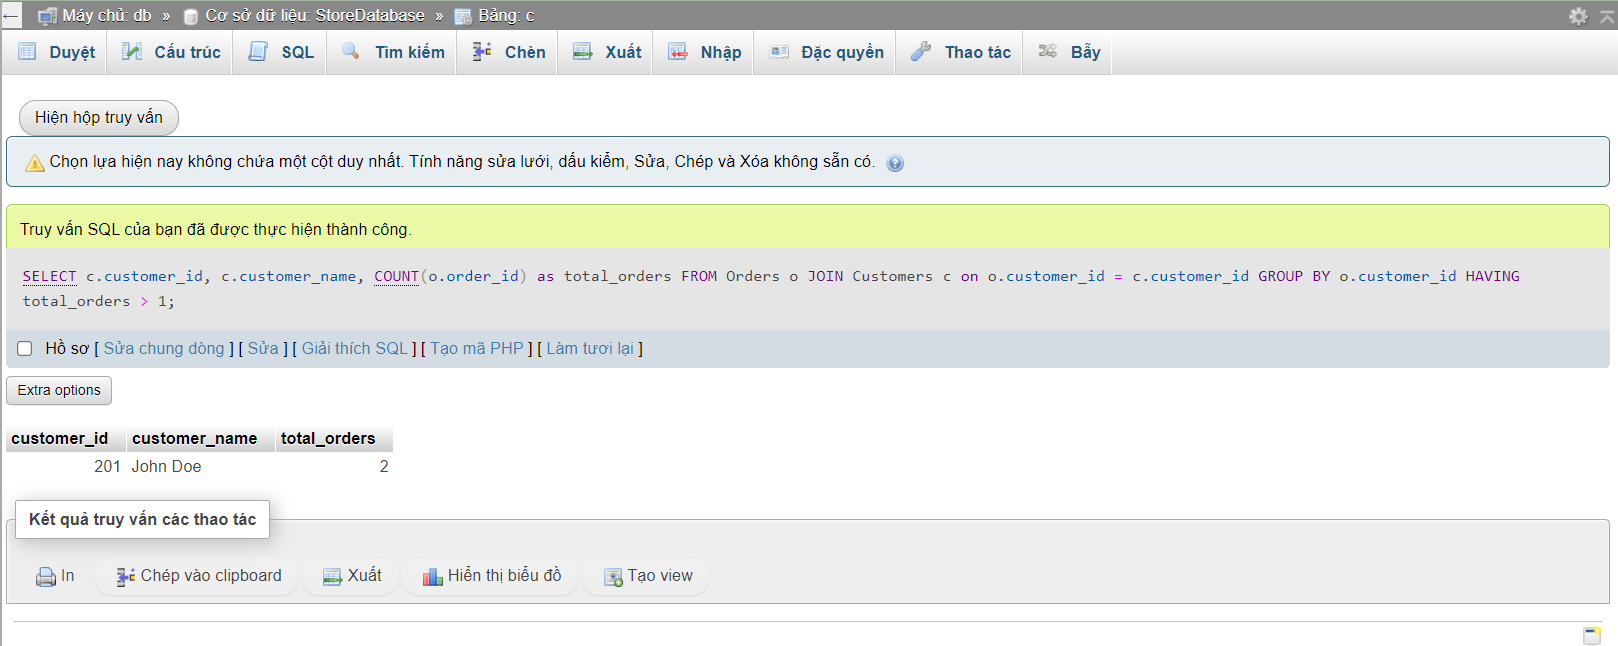 Máy chủ: db » Cơ sở dữ liệu: StoreDatabase » Bảng: c
Duyệt Cấu trúc SQL Tìm kiếm Chèn Xuất Nhập Đặc quyền Thao tác Bẫy
Hiện hộp truy vấn
Chọn lựa hiện nay không chứa một cột duy nhất. Tính năng sửa lưới, dấu kiểm, Sửa, Chép và Xóa không sẵn có.
Truy vấn SQL của bạn đã được thực hiện thành công.
SELECT c.customer_id, c.customer_name, COUNT(o.order_id) as total_orders FROM Orders o JOIN Customers c on o.customer_id = c.customer_id GROUP BY o.customer_id HAVING
total_orders > 1;
Hồ sơ [ Sửa chung dòng ] [ Sửa ] [ Giải thích SQL ] [ Tạo mã PHP ] [ Làm tươi lại ]
Extra options
customer_id customer_name total_orders
201 John Doe 2
Kết quả truy vấn các thao tác
In Chép vào clipboard Xuất Hiển thị biểu đồ Tạo view